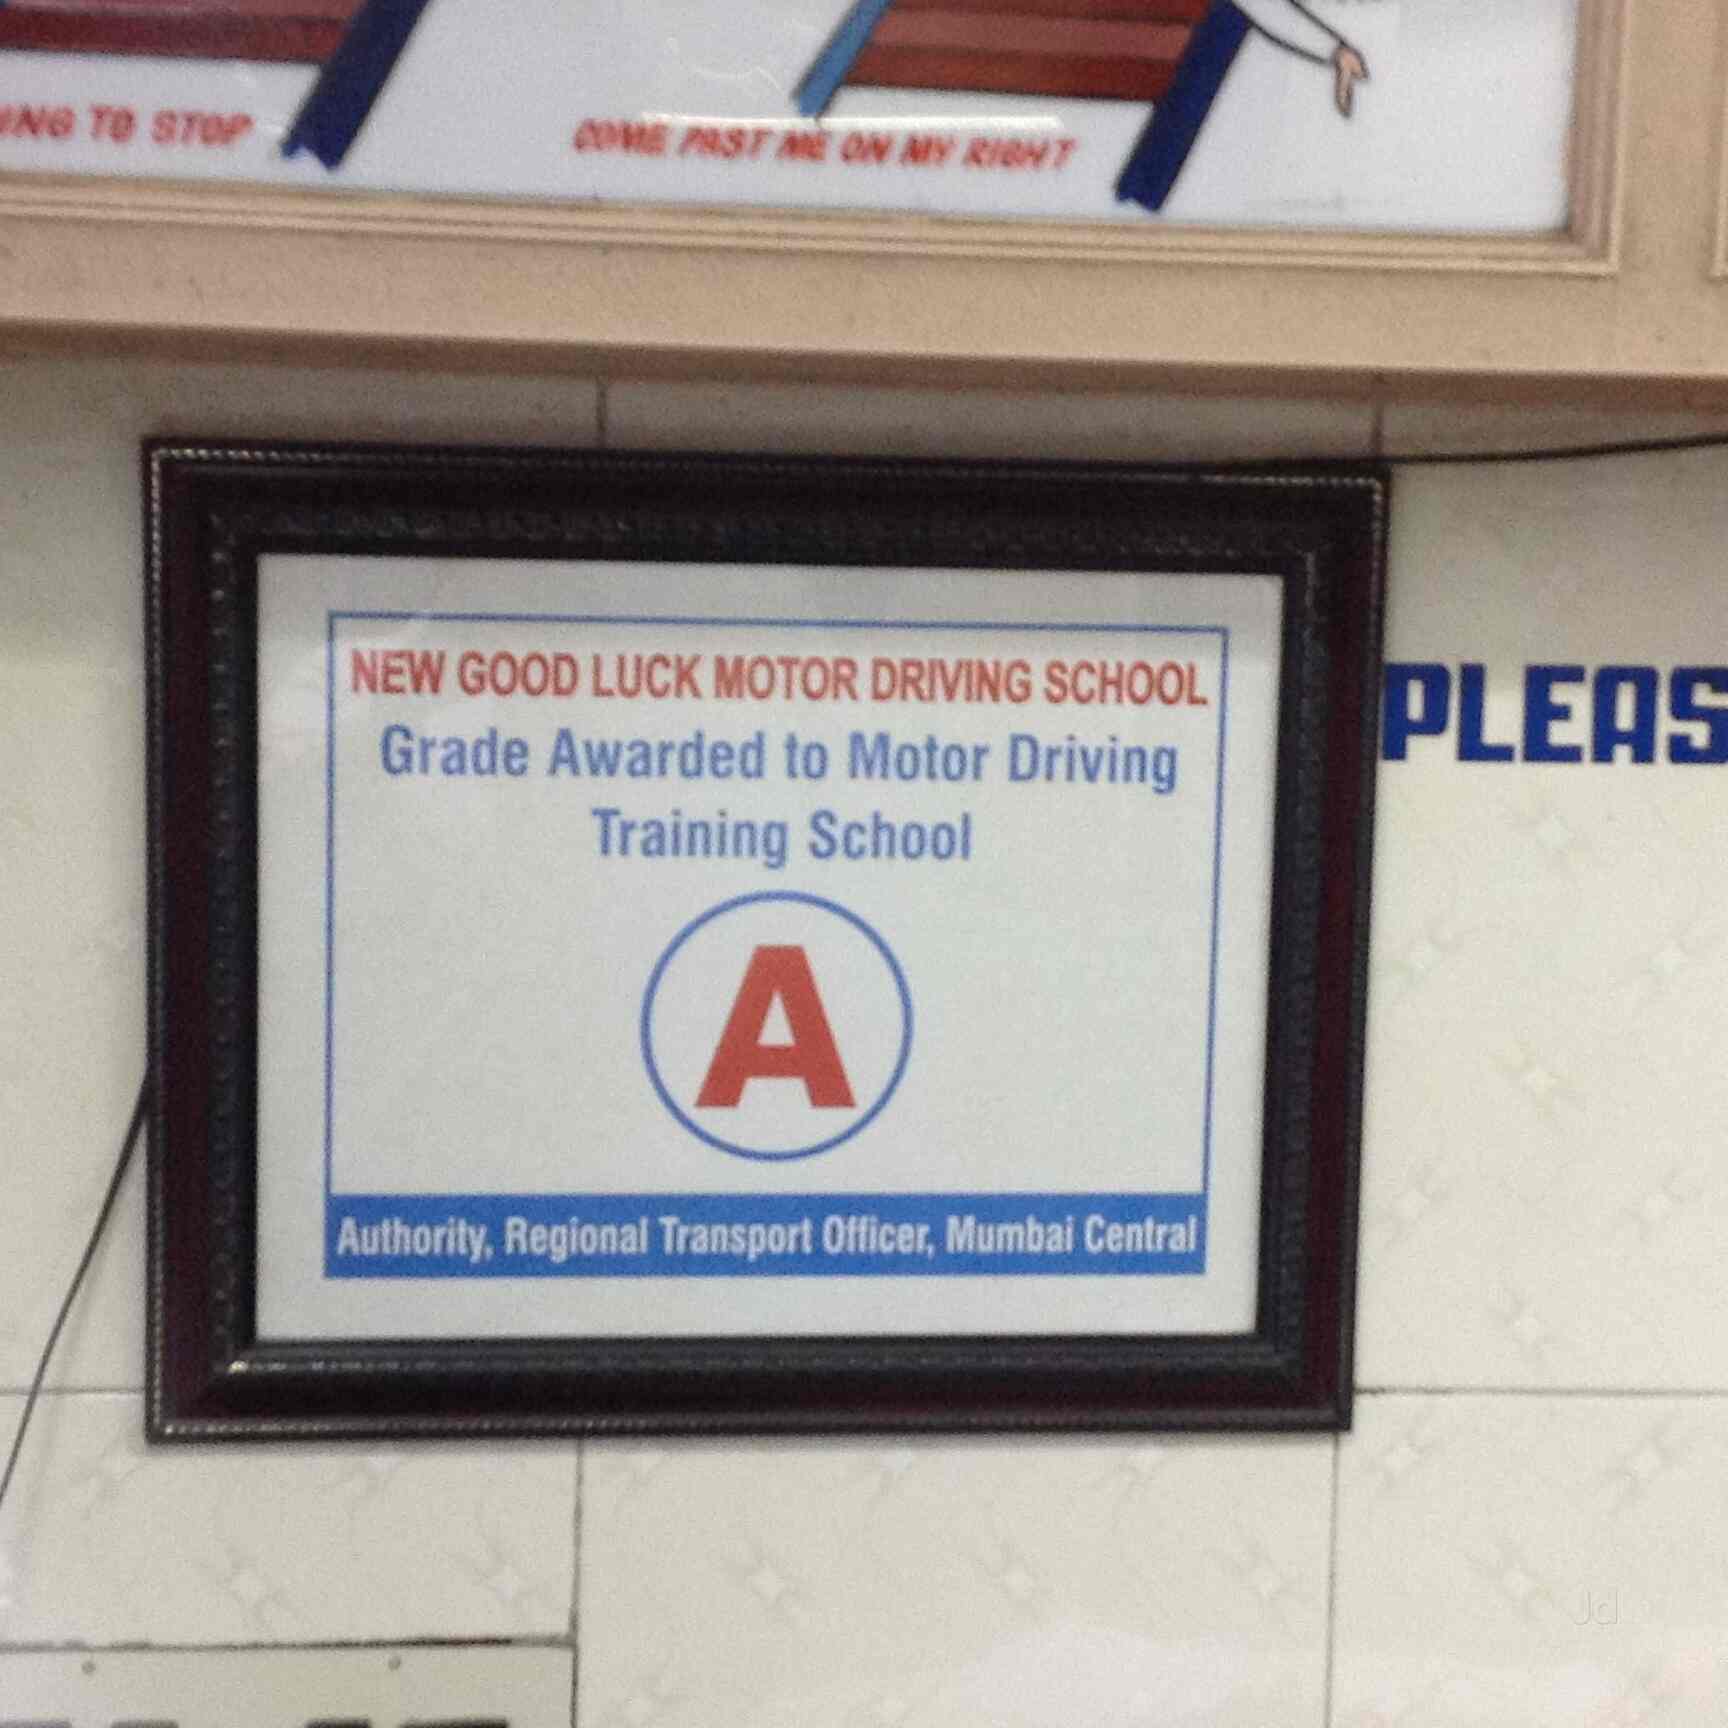 TO STOP
COME PAST ME ON MY RIGHT
NEW GOOD LUCK MOTOR DRIVING SCHOOL
Grade Awarded to Motor Driving
Training School
A
Authority, Regional Transport Officer, Mumbai Central
PLEAS
Jd